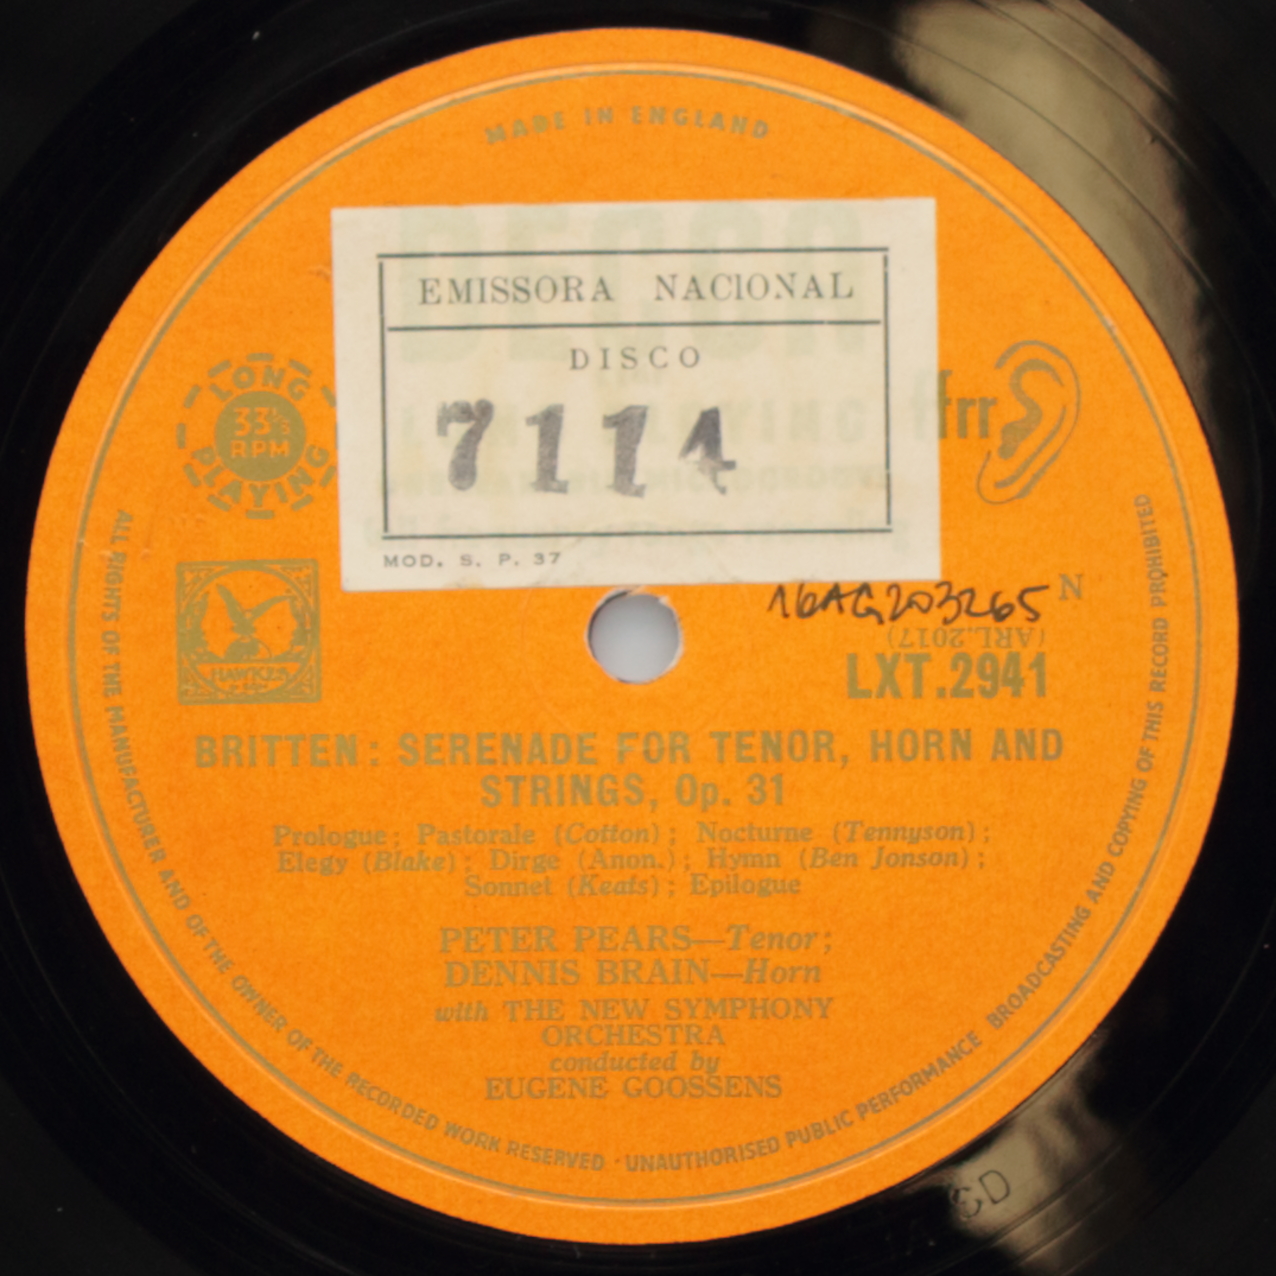 MADE IN ENGLAND
EMISSORA NACIONAL
DISCO
7114
MOD. S. P. 37
LONG
33⅓
RPM
PLAYING
ffrr
16AG203265
N
(ARL.2017)
LXT.2941
HAWKES
BRITTEN : SERENADE FOR TENOR, HORN AND
STRINGS, Op. 31
Prologue ; Pastorale (Cotton) ; Nocturne (Tennyson) ;
Elegy (Blake) ; Dirge (Anon.) ; Hymn (Ben Jonson) ;
Sonnet (Keats) ; Epilogue
PETER PEARS—Tenor ;
DENNIS BRAIN—Horn
with THE NEW SYMPHONY
ORCHESTRA
conducted by
EUGENE GOOSSENS
ALL RIGHTS OF THE MANUFACTURER AND OF THE OWNER OF THE RECORDED WORK RESERVED · UNAUTHORISED PUBLIC PERFORMANCE BROADCASTING AND COPYING OF THIS RECORD PROHIBITED